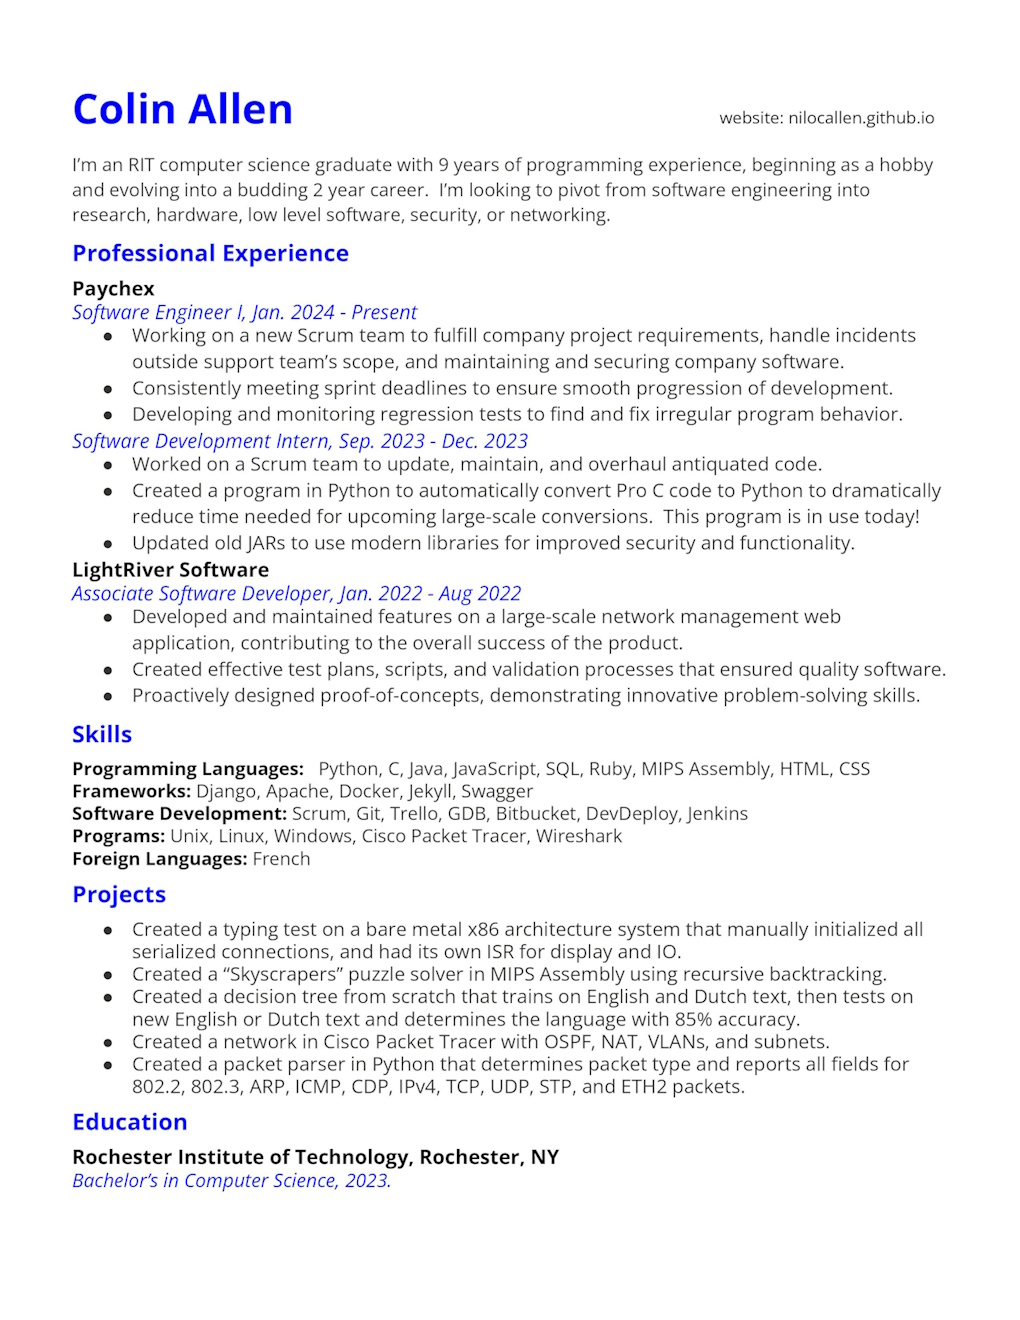 Colin Allen
website: nilocallen.github.io
I'm an RIT computer science graduate with 9 years of programming experience, beginning as a hobby
and evolving into a budding 2 year career.  I'm looking to pivot from software engineering into
research, hardware, low level software, security, or networking.
Professional Experience
Paychex
Software Engineer I, Jan. 2024 - Present
● Working on a new Scrum team to fulfill company project requirements, handle incidents
outside support team's scope, and maintaining and securing company software.
● Consistently meeting sprint deadlines to ensure smooth progression of development.
● Developing and monitoring regression tests to find and fix irregular program behavior.
Software Development Intern, Sep. 2023 - Dec. 2023
● Worked on a Scrum team to update, maintain, and overhaul antiquated code.
● Created a program in Python to automatically convert Pro C code to Python to dramatically
reduce time needed for upcoming large-scale conversions.  This program is in use today!
● Updated old JARs to use modern libraries for improved security and functionality.
LightRiver Software
Associate Software Developer, Jan. 2022 - Aug 2022
● Developed and maintained features on a large-scale network management web
application, contributing to the overall success of the product.
● Created effective test plans, scripts, and validation processes that ensured quality software.
● Proactively designed proof-of-concepts, demonstrating innovative problem-solving skills.
Skills
Programming Languages:   Python, C, Java, JavaScript, SQL, Ruby, MIPS Assembly, HTML, CSS
Frameworks: Django, Apache, Docker, Jekyll, Swagger
Software Development: Scrum, Git, Trello, GDB, Bitbucket, DevDeploy, Jenkins
Programs: Unix, Linux, Windows, Cisco Packet Tracer, Wireshark
Foreign Languages: French
Projects
● Created a typing test on a bare metal x86 architecture system that manually initialized all
serialized connections, and had its own ISR for display and IO.
● Created a “Skyscrapers” puzzle solver in MIPS Assembly using recursive backtracking.
● Created a decision tree from scratch that trains on English and Dutch text, then tests on
new English or Dutch text and determines the language with 85% accuracy.
● Created a network in Cisco Packet Tracer with OSPF, NAT, VLANs, and subnets.
● Created a packet parser in Python that determines packet type and reports all fields for
802.2, 802.3, ARP, ICMP, CDP, IPv4, TCP, UDP, STP, and ETH2 packets.
Education
Rochester Institute of Technology, Rochester, NY
Bachelor's in Computer Science, 2023.